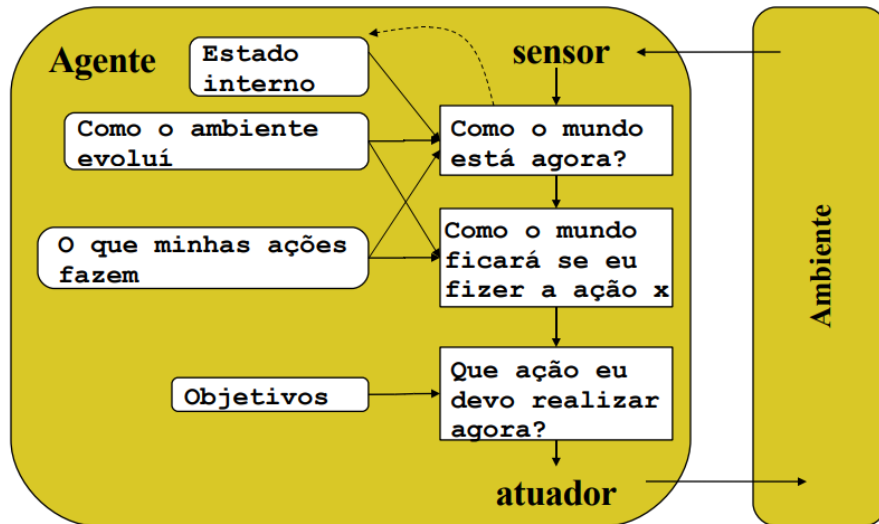 Agente
Estado
interno
sensor
Como o ambiente
evoluí
Como o mundo
está agora?
O que minhas ações
fazem
Como o mundo
ficará se eu
fizer a ação x
Objetivos
Que ação eu
devo realizar
agora?
atuador
Ambiente